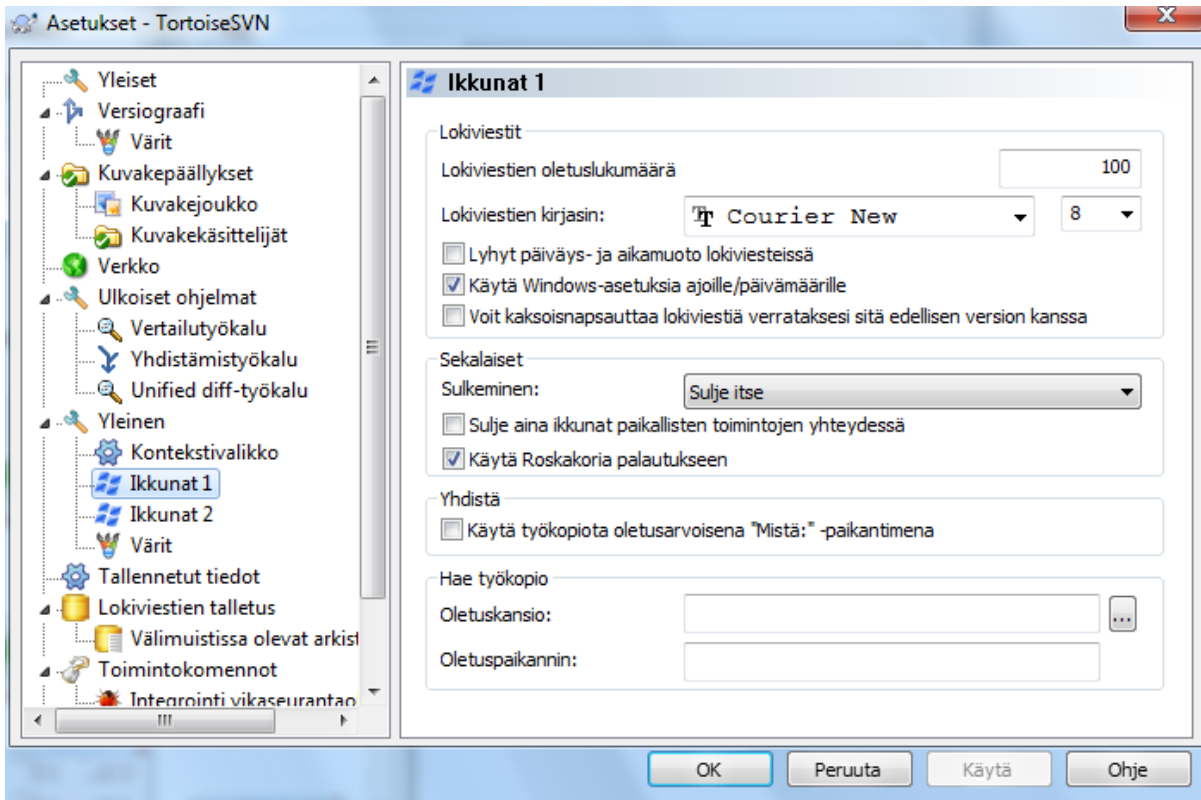 Asetukset - TortoiseSVN
Yleiset
Versiograafi
Värit
Kuvakepäällykset
Kuvakejoukko
Kuvakekäsittelijät
Verkko
Ulkoiset ohjelmat
Vertailutyökalu
Yhdistämistyökalu
Unified diff-työkalu
Yleinen
Kontekstivalikko
Ikkunat 1
Ikkunat 2
Värit
Tallennetut tiedot
Lokiviestien talletus
Välimuistissa olevat arkist
Toimintokomennot
Integrointi vikaseurantao
Ikkunat 1
Lokiviestit
Lokiviestien oletuslukumäärä 100
Lokiviestien kirjasin: Courier New 8
Lyhyt päiväys- ja aikamuoto lokiviesteissä
Käytä Windows-asetuksia ajoille/päivämäärille
Voit kaksoisnapsauttaa lokiviestiä verrataksesi sitä edellisen version kanssa
Sekalaiset
Sulkeminen: Sulje itse
Sulje aina ikkunat paikallisten toimintojen yhteydessä
Käytä Roskakoria palautukseen
Yhdistä
Käytä työkopiota oletusarvoisena "Mistä:" -paikantimena
Hae työkopio
Oletuskansio: ...
Oletuspaikannin:
OK Peruuta Käytä Ohje